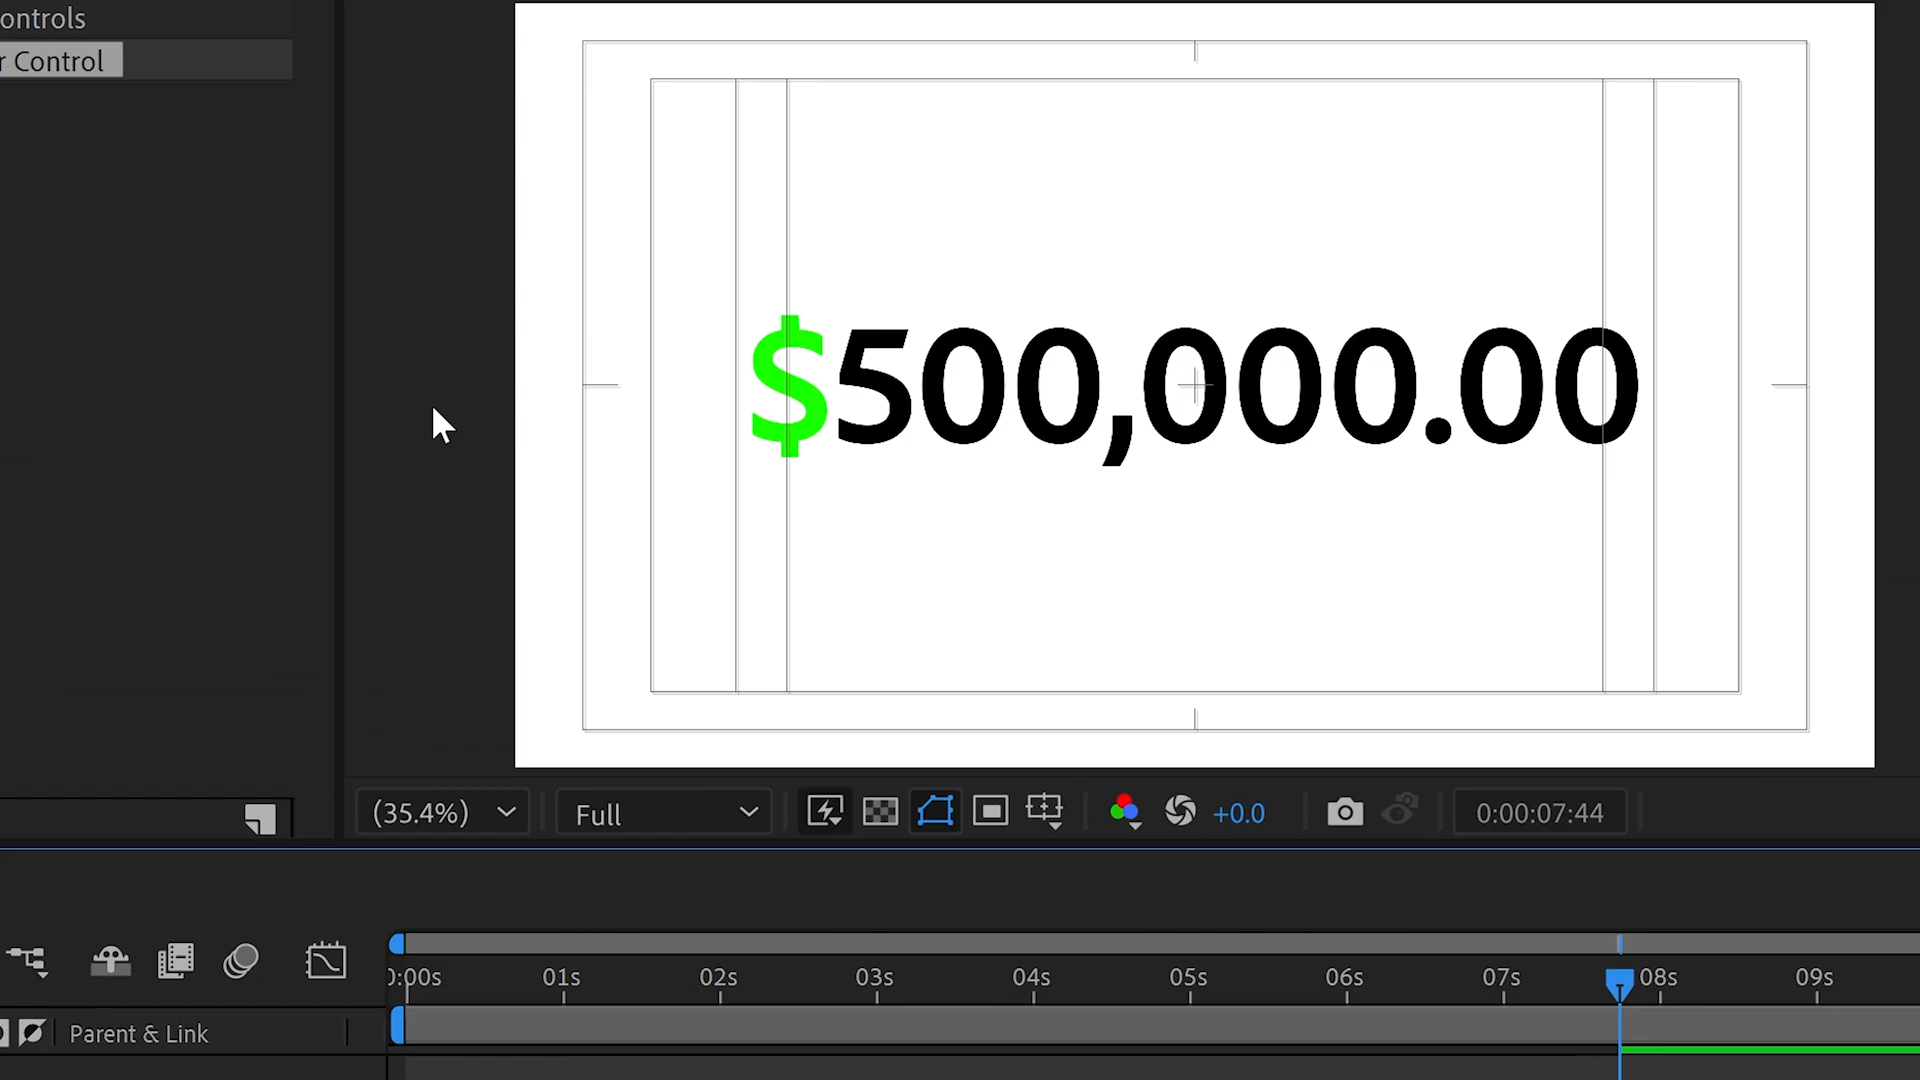 ontrols
r Control
$500,000.00
(35.4%)
Full
+0.0
0:00:07:44
0:00s 01s 02s 03s 04s 05s 06s 07s 08s 09s
Parent & Link